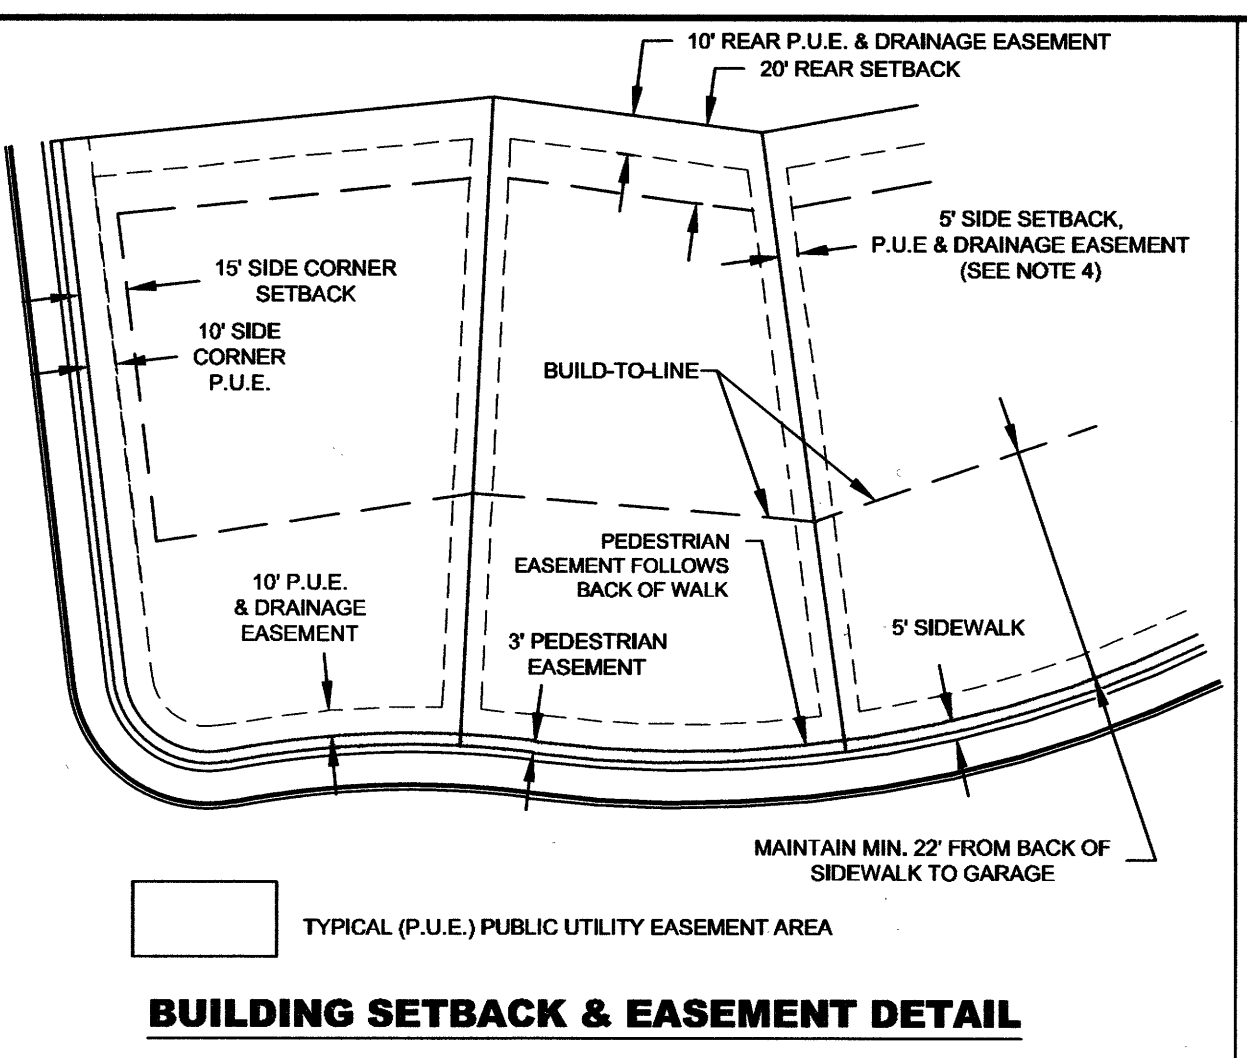 10' REAR P.U.E. & DRAINAGE EASEMENT
20' REAR SETBACK
5' SIDE SETBACK,
P.U.E & DRAINAGE EASEMENT
(SEE NOTE 4)
15' SIDE CORNER
SETBACK
10' SIDE
CORNER
P.U.E.
BUILD-TO-LINE
PEDESTRIAN
EASEMENT FOLLOWS
BACK OF WALK
10' P.U.E.
& DRAINAGE
EASEMENT
3' PEDESTRIAN
EASEMENT
5' SIDEWALK
MAINTAIN MIN. 22' FROM BACK OF
SIDEWALK TO GARAGE
TYPICAL (P.U.E.) PUBLIC UTILITY EASEMENT AREA
BUILDING SETBACK & EASEMENT DETAIL